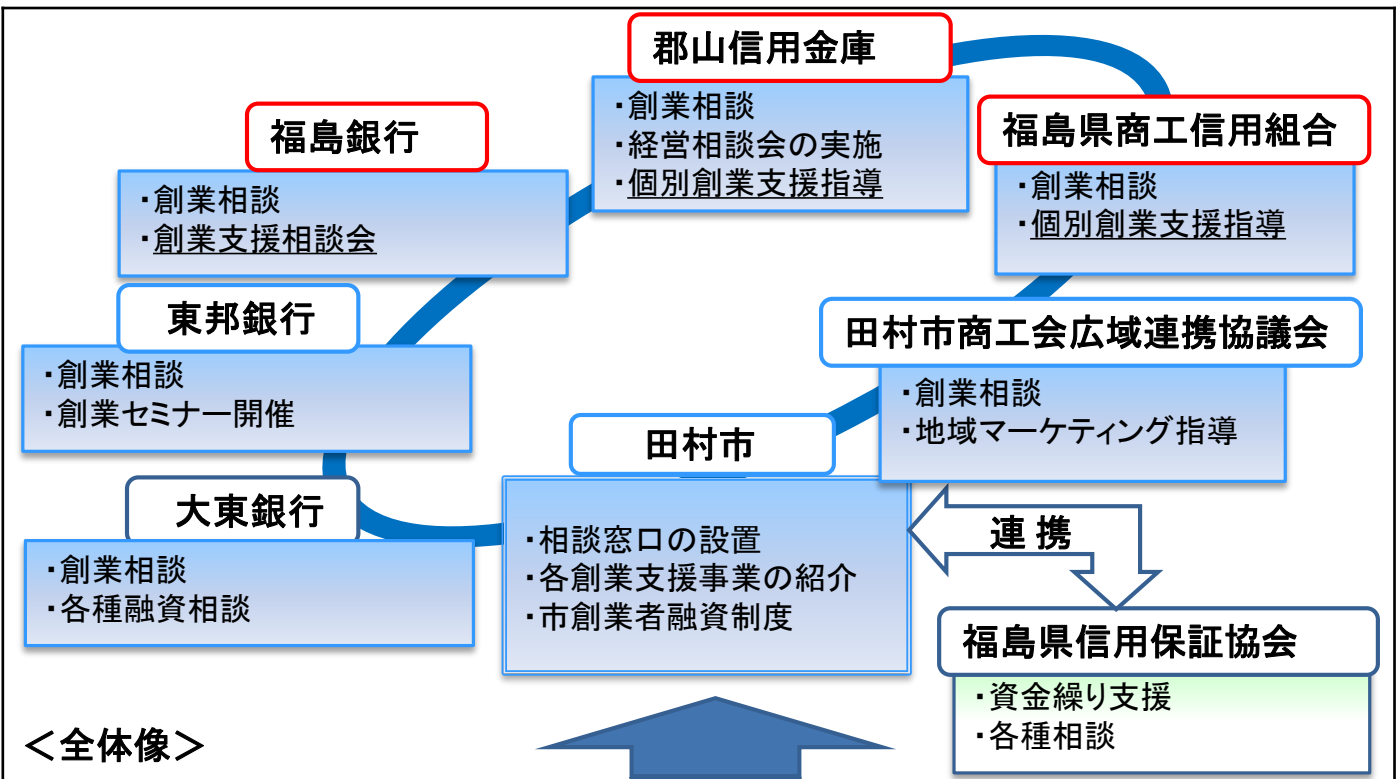 郡山信用金庫
・創業相談
・経営相談会の実施
・個別創業支援指導
福島県商工信用組合
・創業相談
・個別創業支援指導
福島銀行
・創業相談
・創業支援相談会
東邦銀行
・創業相談
・創業セミナー開催
田村市商工会広域連携協議会
・創業相談
・地域マーケティング指導
田村市
・相談窓口の設置
・各創業支援事業の紹介
・市創業者融資制度
大東銀行
・創業相談
・各種融資相談
連 携
福島県信用保証協会
・資金繰り支援
・各種相談
＜全体像＞